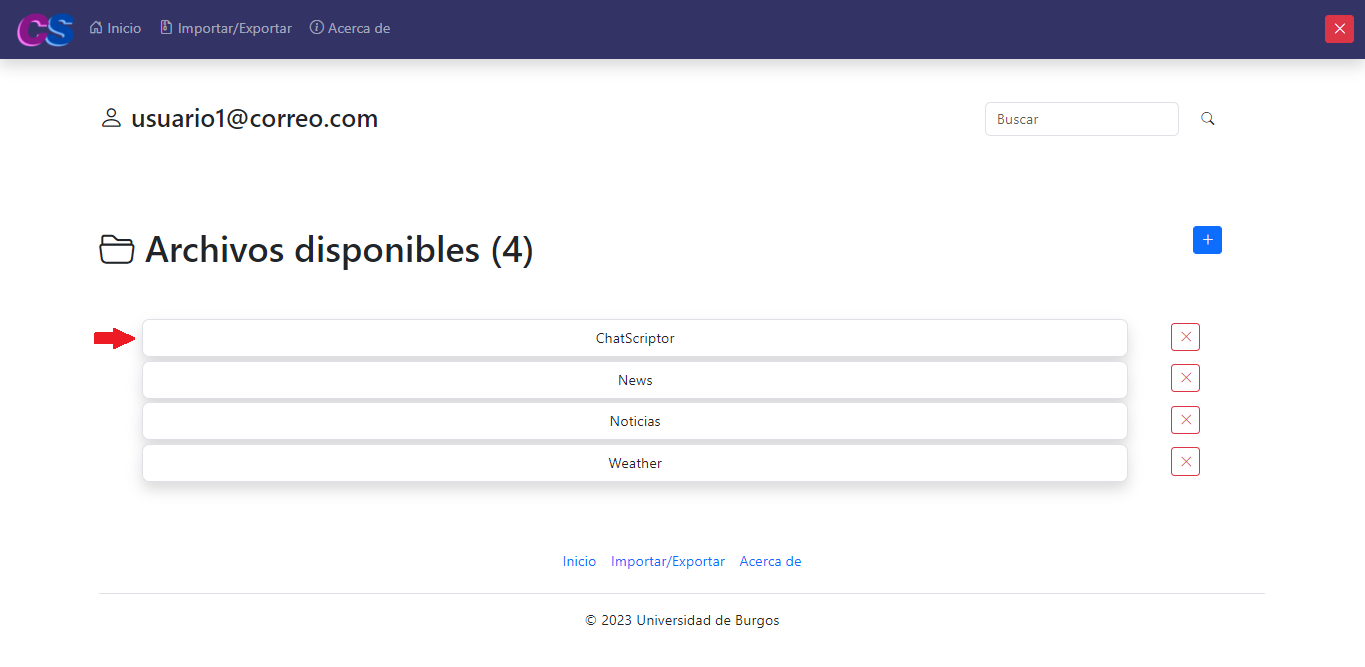 CS Inicio Importar/Exportar Acerca de
usuario1@correo.com Buscar
Archivos disponibles (4)
ChatScriptor
News
Noticias
Weather
Inicio Importar/Exportar Acerca de
© 2023 Universidad de Burgos